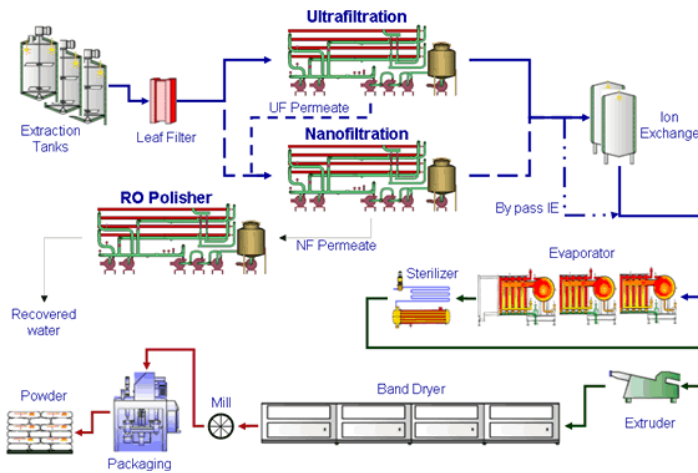 Ultrafiltration
Extraction
Tanks
Leaf Filter
UF Permeate
Nanofiltration
Ion
Exchange
By pass IE
RO Polisher
NF Permeate
Recovered
water
Sterilizer
Evaporator
Powder
Packaging
Mill
Band Dryer
Extruder